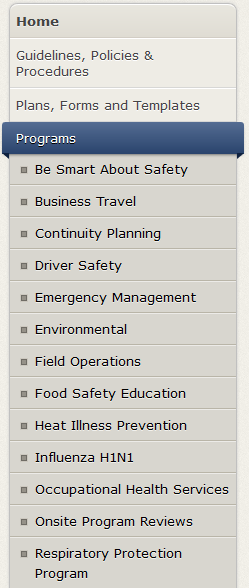 Home
Guidelines, Policies &
Procedures
Plans, Forms and Templates
Programs
Be Smart About Safety
Business Travel
Continuity Planning
Driver Safety
Emergency Management
Environmental
Field Operations
Food Safety Education
Heat Illness Prevention
Influenza H1N1
Occupational Health Services
Onsite Program Reviews
Respiratory Protection
Program